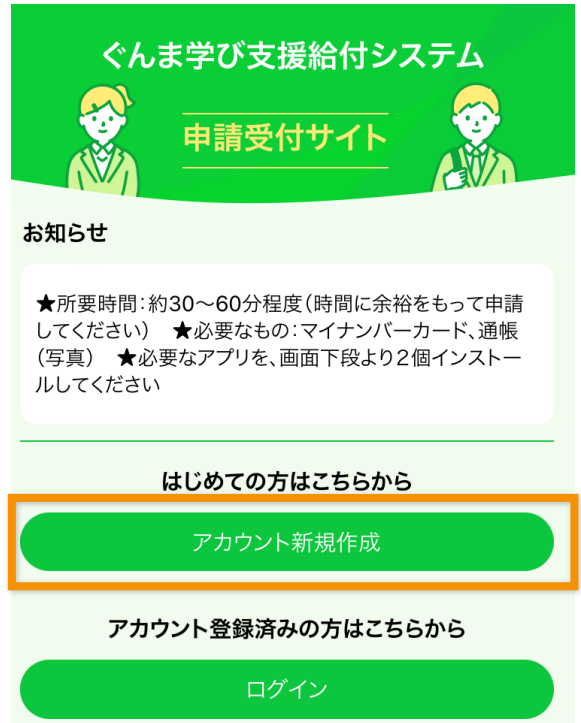 ぐんま学び支援給付システム
申請受付サイト
お知らせ
★所要時間：約30～60分程度（時間に余裕をもって申請
してください）　★必要なもの：マイナンバーカード、通帳
（写真）　★必要なアプリを、画面下段より２個インストー
ルしてください
はじめての方はこちらから
アカウント新規作成
アカウント登録済みの方はこちらから
ログイン